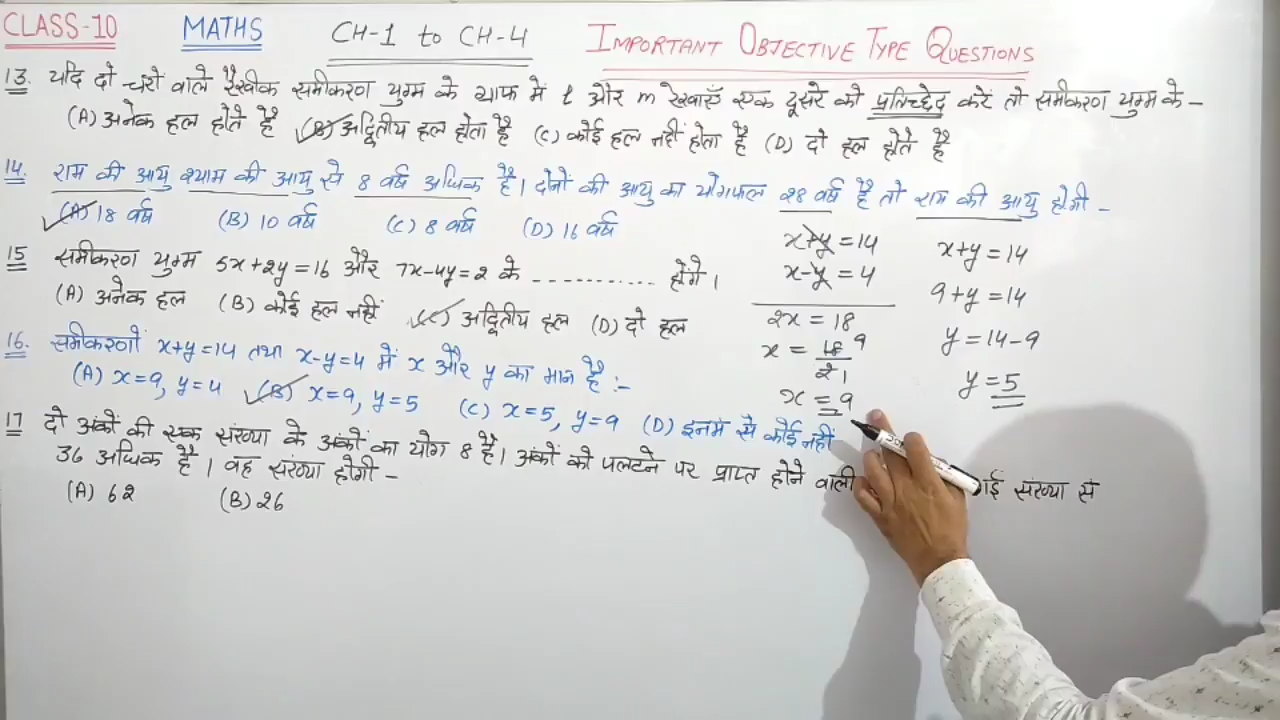 CLASS-10 MATHS CH-1 to CH-4 IMPORTANT OBJECTIVE TYPE QUESTIONS
13. यदि दो चरों वाले रैखीक समीकरण युग्म के ग्राफ में l और m रेखाएँ एक दूसरे को प्रतिच्छेद करें तो समीकरण युग्म के –
(A) अनेक हल होते है (B) अद्वितीय हल होता है (C) कोई हल नहीं होता है (D) दो हल होते है
14. राम की आयु श्याम की आयु से 8 वर्ष अधिक है। दोनों की आयु का योगफल २8 वर्ष है तो राम की आयु होगी –
(A) 18 वर्ष (B) 10 वर्ष (C) 8 वर्ष (D) 16 वर्ष
15 समीकरण युग्म 5x+2y=16 और 7x-4y=2 के ............ होंगे।
(A) अनेक हल (B) कोई हल नहीं (C) अद्वितीय हल (D) दो हल
16. समीकरणों x+y=14 तथा x-y=4 में x और y का मान है :-
(A) x=9, y=4 (B) x=9, y=5 (C) x=5, y=9 (D) इनमें से कोई नहीं
17 दो अंकों की एक संख्या के अंकों का योग 8 है। अंकों को पलटने पर प्राप्त होने वाली संख्या से
36 अधिक है। वह संख्या होगी –
(A) 62 (B) 26
x+y=14
x-y=4
2x=18
x = 18 9
2 1
x=9
x+y=14
9+y=14
y=14-9
y=5